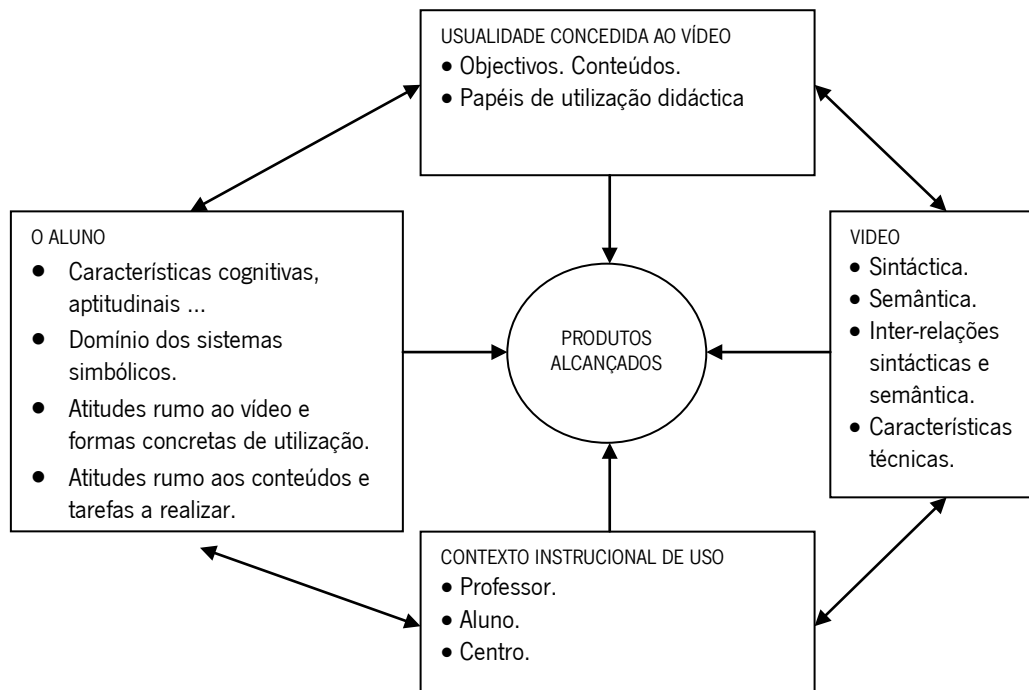 USUALIDADE CONCEDIDA AO VÍDEO
• Objectivos. Conteúdos.
• Papéis de utilização didáctica
O ALUNO
• Características cognitivas,
aptitudinais ...
• Domínio dos sistemas
simbólicos.
• Atitudes rumo ao vídeo e
formas concretas de utilização.
• Atitudes rumo aos conteúdos e
tarefas a realizar.
PRODUTOS
ALCANÇADOS
VIDEO
• Sintáctica.
• Semântica.
• Inter-relações
sintácticas e
semântica.
• Características
técnicas.
CONTEXTO INSTRUCIONAL DE USO
• Professor.
• Aluno.
• Centro.